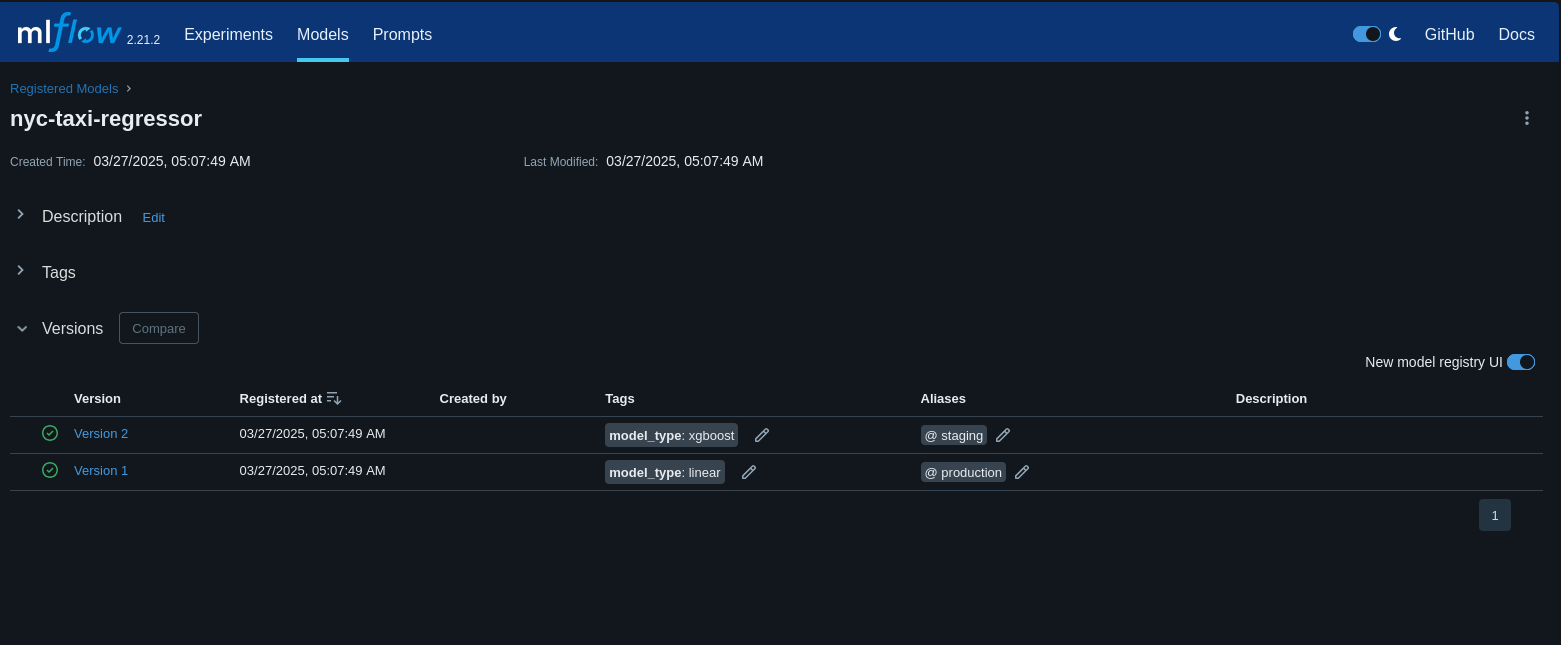 mlflow 2.21.2 Experiments Models Prompts GitHub Docs
Registered Models
nyc-taxi-regressor
Created Time: 03/27/2025, 05:07:49 AM Last Modified: 03/27/2025, 05:07:49 AM
Description Edit
Tags
Versions Compare
New model registry UI
Version Registered at Created by Tags Aliases Description
Version 2 03/27/2025, 05:07:49 AM model_type: xgboost @ staging
Version 1 03/27/2025, 05:07:49 AM model_type: linear @ production
1